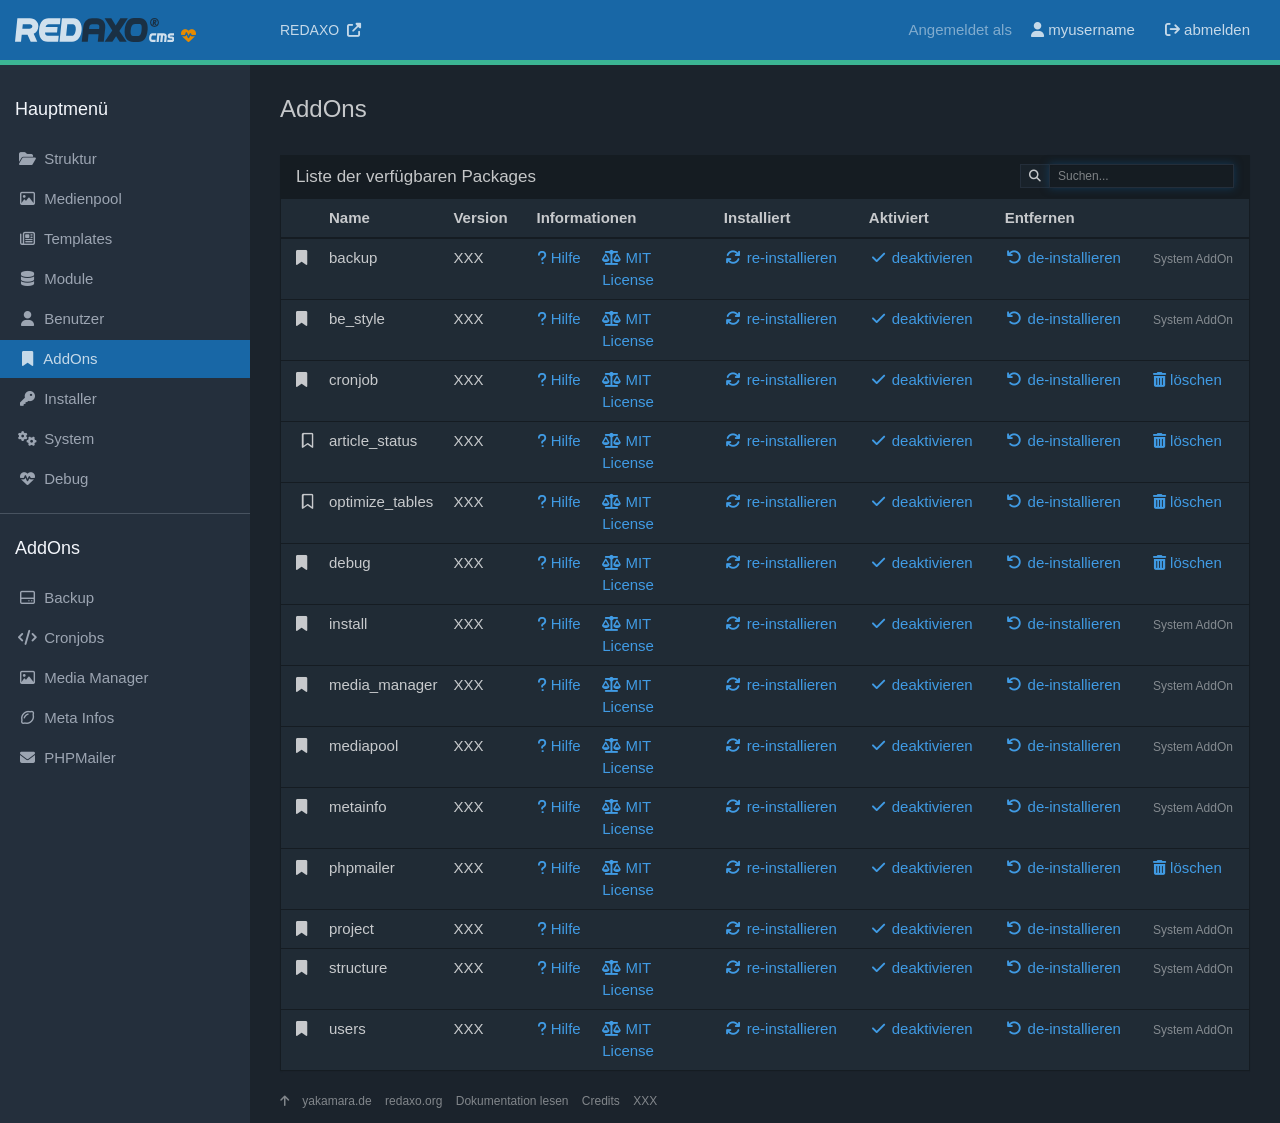 REDAXO® cms
REDAXO
Angemeldet als myusername abmelden
Hauptmenü
Struktur
Medienpool
Templates
Module
Benutzer
AddOns
Installer
System
Debug
AddOns
Backup
Cronjobs
Media Manager
Meta Infos
PHPMailer
AddOns
Liste der verfügbaren Packages
Suchen...
Name Version Informationen Installiert Aktiviert Entfernen
backup XXX Hilfe MIT re-installieren deaktivieren de-installieren System AddOn
License
be_style XXX Hilfe MIT re-installieren deaktivieren de-installieren System AddOn
License
cronjob XXX Hilfe MIT re-installieren deaktivieren de-installieren löschen
License
article_status XXX Hilfe MIT re-installieren deaktivieren de-installieren löschen
License
optimize_tables XXX Hilfe MIT re-installieren deaktivieren de-installieren löschen
License
debug XXX Hilfe MIT re-installieren deaktivieren de-installieren löschen
License
install XXX Hilfe MIT re-installieren deaktivieren de-installieren System AddOn
License
media_manager XXX Hilfe MIT re-installieren deaktivieren de-installieren System AddOn
License
mediapool XXX Hilfe MIT re-installieren deaktivieren de-installieren System AddOn
License
metainfo XXX Hilfe MIT re-installieren deaktivieren de-installieren System AddOn
License
phpmailer XXX Hilfe MIT re-installieren deaktivieren de-installieren löschen
License
project XXX Hilfe re-installieren deaktivieren de-installieren System AddOn
structure XXX Hilfe MIT re-installieren deaktivieren de-installieren System AddOn
License
users XXX Hilfe MIT re-installieren deaktivieren de-installieren System AddOn
License
yakamara.de redaxo.org Dokumentation lesen Credits XXX